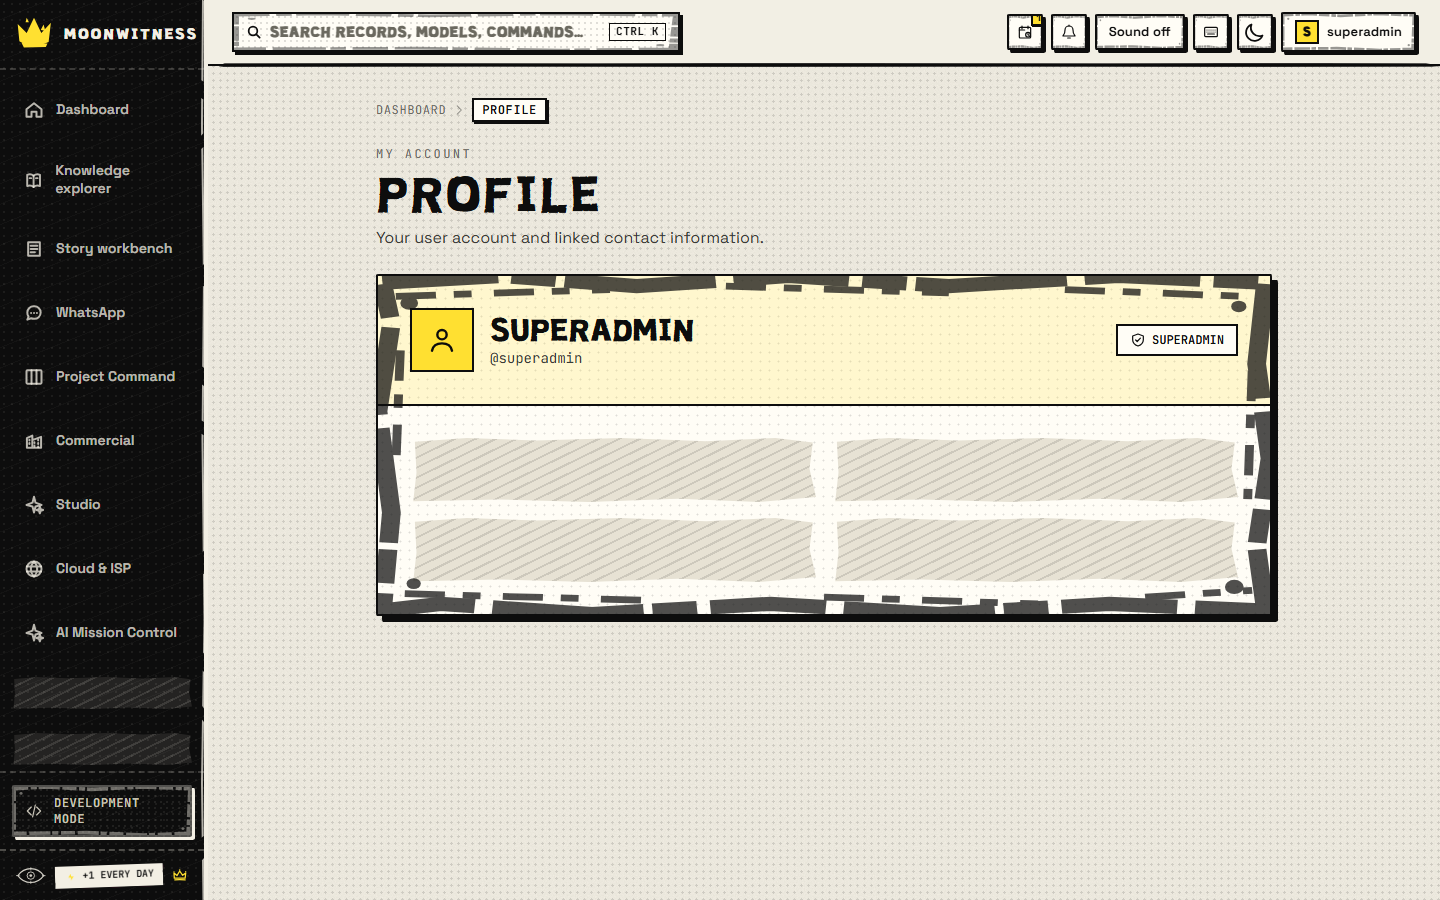 MOONWITNESS
SEARCH RECORDS, MODELS, COMMANDS…
CTRL K
Sound off
$
superadmin
Dashboard
Knowledge
explorer
Story workbench
WhatsApp
Project Command
Commercial
Studio
Cloud & ISP
AI Mission Control
DEVELOPMENT
MODE
+1 EVERY DAY
DASHBOARD
PROFILE
MY ACCOUNT
PROFILE
Your user account and linked contact information.
SUPERADMIN
@superadmin
SUPERADMIN